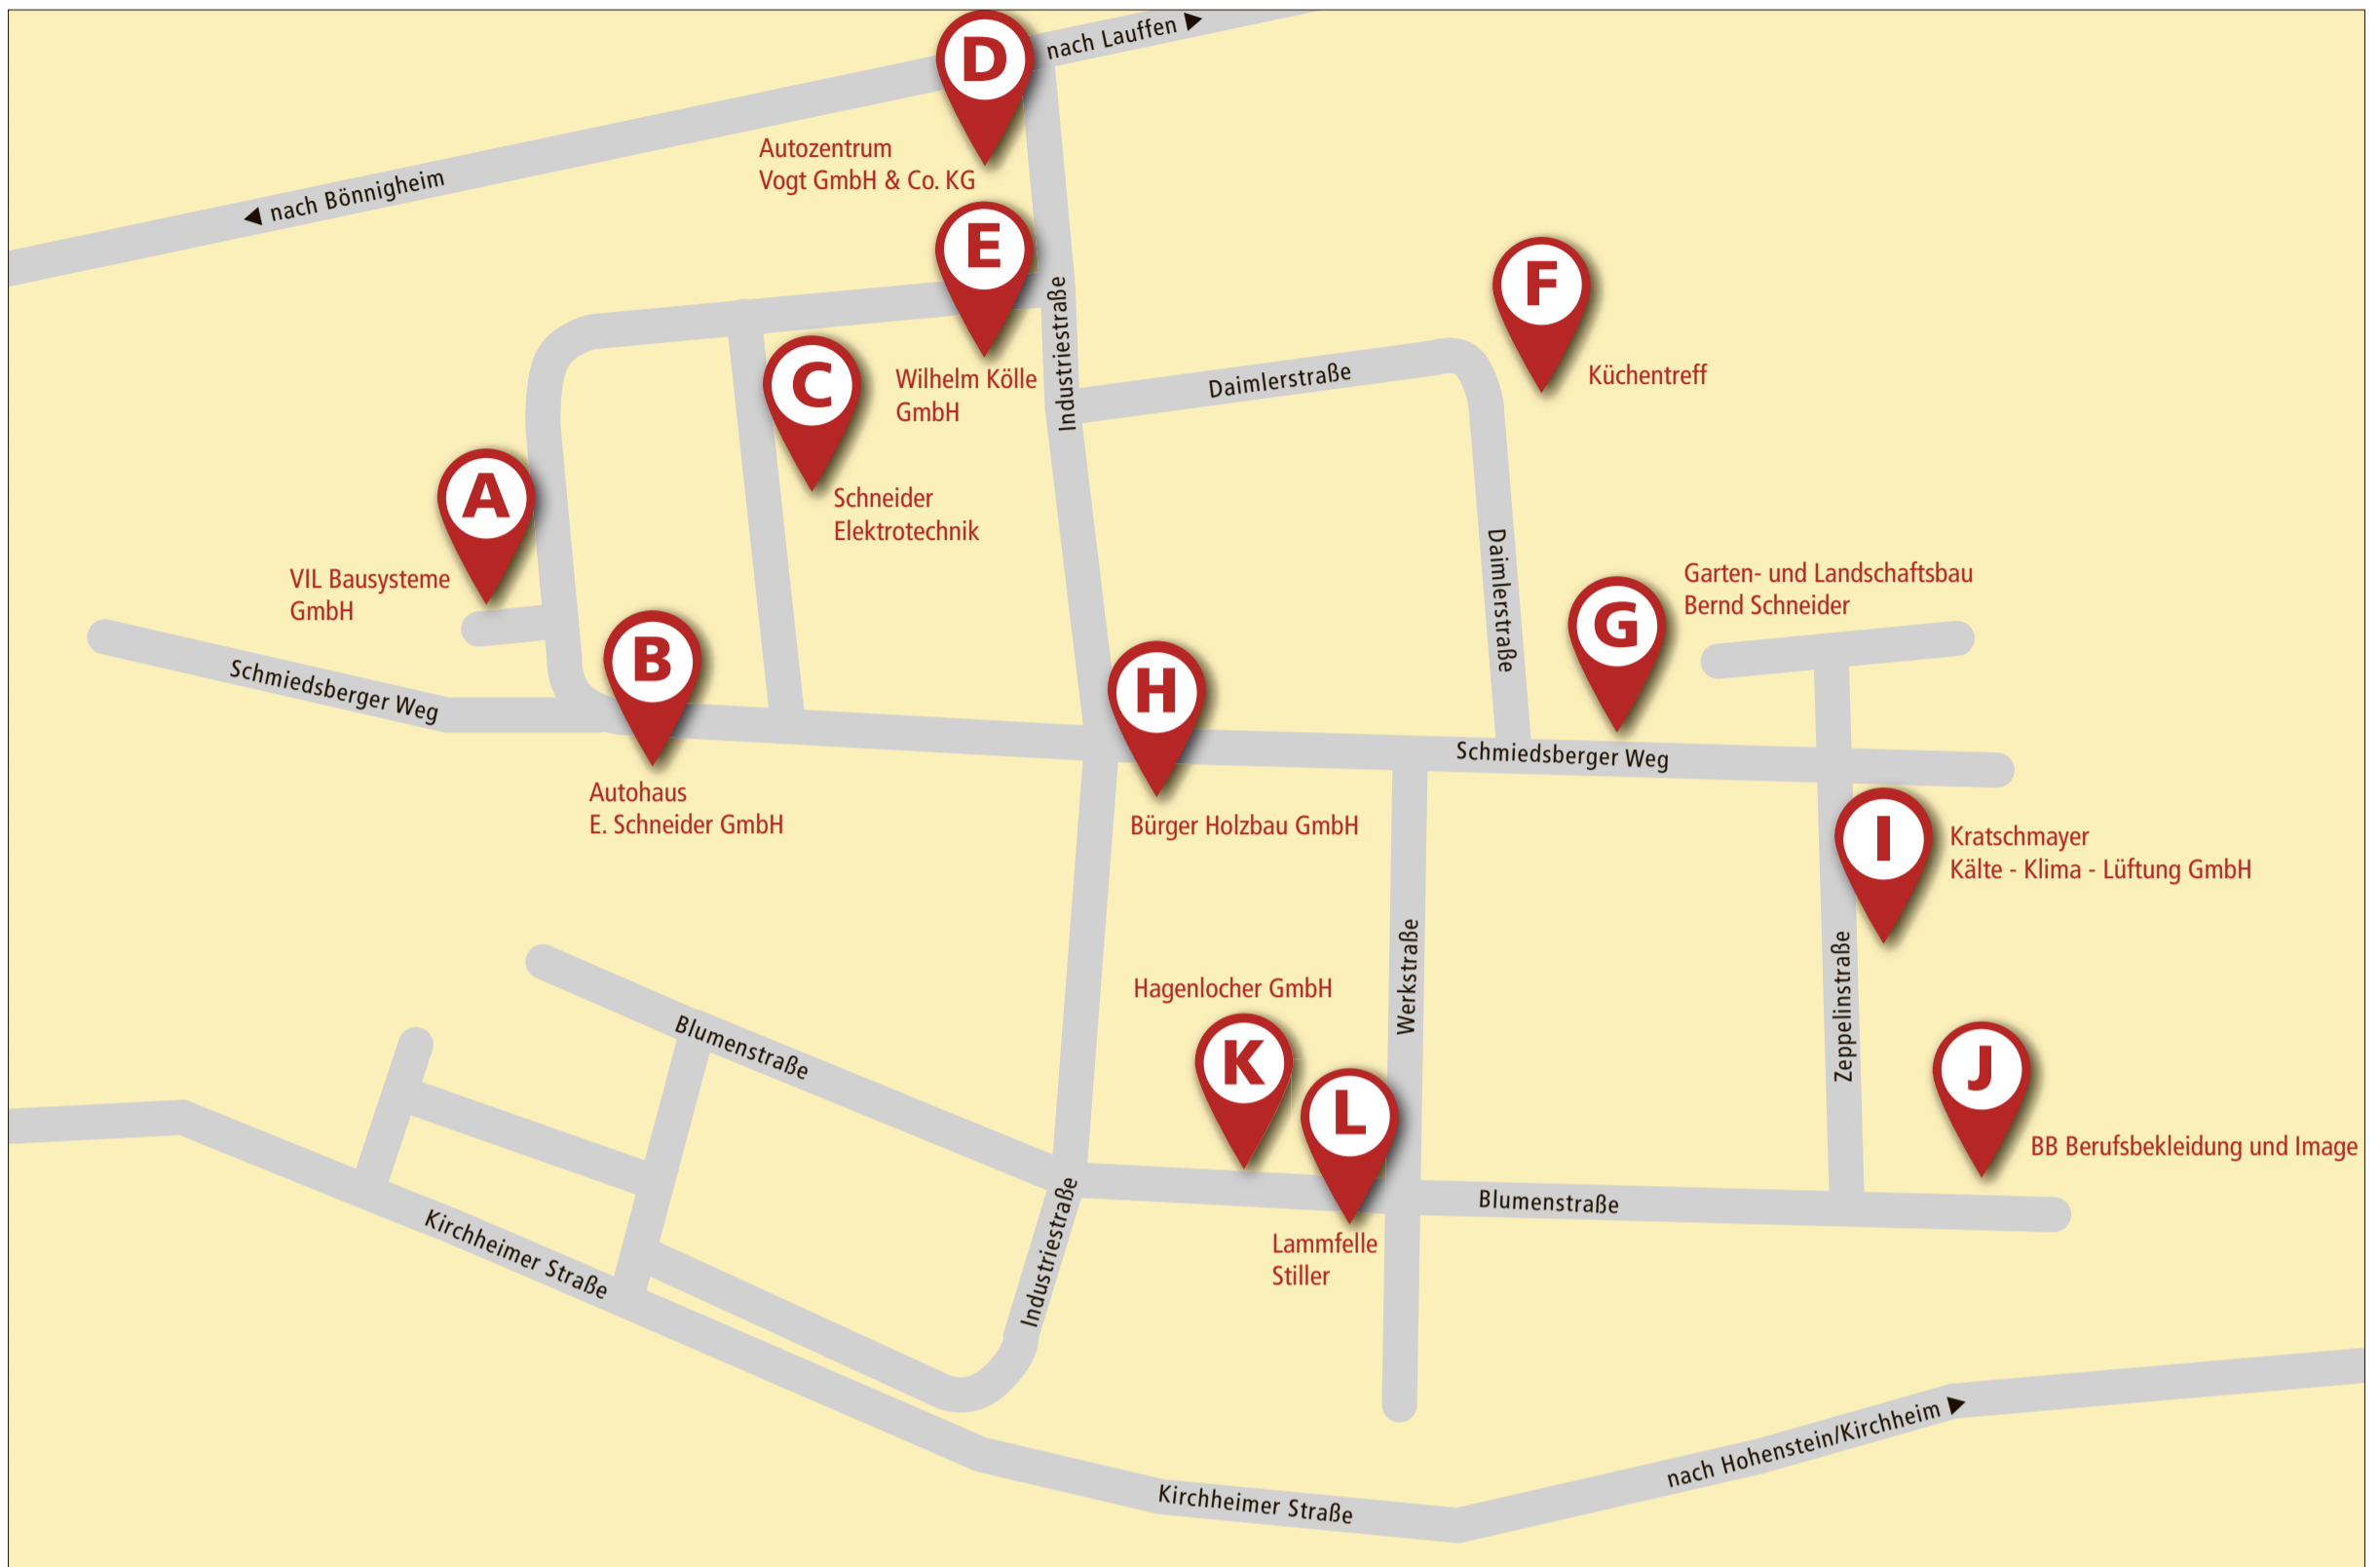 nach Lauffen ►
D
Autozentrum
Vogt GmbH & Co. KG
◄ nach Bönnigheim
E
Wilhelm Kölle
GmbH
Industriestraße
F
Küchentreff
Daimlerstraße
C
Schneider
Elektrotechnik
A
VIL Bausysteme
GmbH
Daimlerstraße
G
Garten- und Landschaftsbau
Bernd Schneider
Schmiedsberger Weg
B
Autohaus
E. Schneider GmbH
H
Bürger Holzbau GmbH
Schmiedsberger Weg
I
Kratschmayer
Kälte - Klima - Lüftung GmbH
Werkstraße
Zeppelinstraße
Hagenlocher GmbH
K
L
Lammfelle
Stiller
J
BB Berufsbekleidung und Image
Blumenstraße
Blumenstraße
Industriestraße
Kirchheimer Straße
nach Hohenstein/Kirchheim ►
Kirchheimer Straße